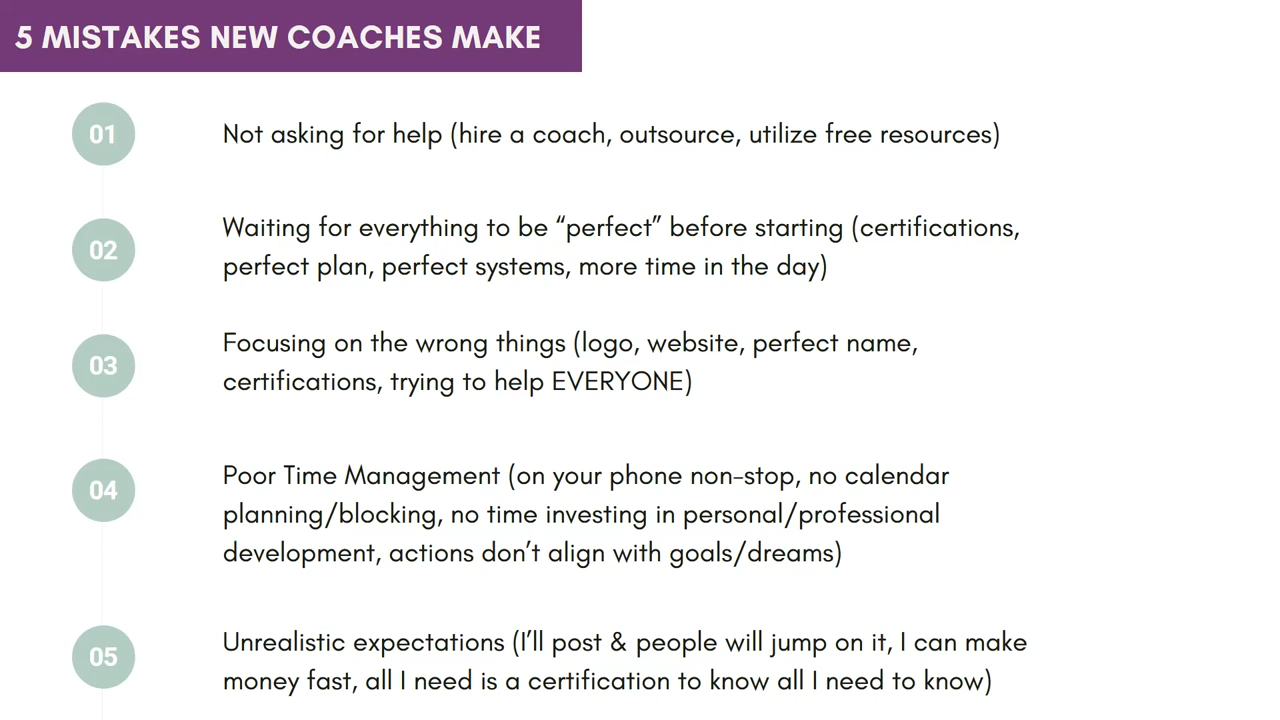 5 MISTAKES NEW COACHES MAKE
01
Not asking for help (hire a coach, outsource, utilize free resources)
02
Waiting for everything to be “perfect” before starting (certifications,
perfect plan, perfect systems, more time in the day)
03
Focusing on the wrong things (logo, website, perfect name,
certifications, trying to help EVERYONE)
04
Poor Time Management (on your phone non-stop, no calendar
planning/blocking, no time investing in personal/professional
development, actions don’t align with goals/dreams)
05
Unrealistic expectations (I’ll post & people will jump on it, I can make
money fast, all I need is a certification to know all I need to know)